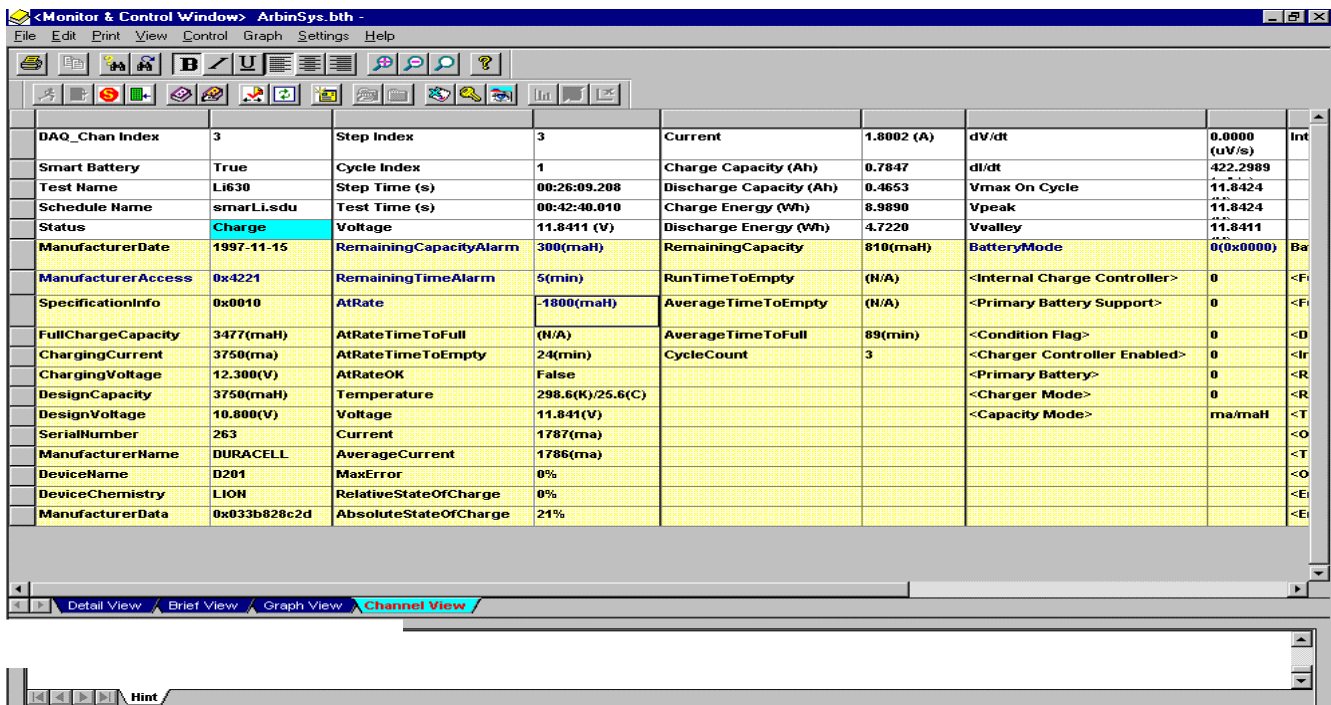 <Monitor & Control Window> ArbinSys.bth -
File Edit Print View Control Graph Settings Help
DAQ_Chan Index 3 Step Index 3 Current 1.8002 (A) dV/dt 0.0000 (uV/s) Int
Smart Battery True Cycle Index 1 Charge Capacity (Ah) 0.7847 dI/dt 422.2989
Test Name Li630 Step Time (s) 00:26:09.208 Discharge Capacity (Ah) 0.4653 Vmax On Cycle 11.8424
Schedule Name smarLi.sdu Test Time (s) 00:42:40.010 Charge Energy (Wh) 8.9890 Vpeak 11.8424
Status Charge Voltage 11.8411 (V) Discharge Energy (Wh) 4.7220 Vvalley 11.8411
ManufacturerDate 1997-11-15 RemainingCapacityAlarm 300(maH) RemainingCapacity 810(maH) BatteryMode 0(0x0000) Ba
ManufacturerAccess 0x4221 RemainingTimeAlarm 5(min) RunTimeToEmpty (N/A) <Internal Charge Controller> 0
SpecificationInfo 0x0010 AtRate -1800(maH) AverageTimeToEmpty (N/A) <Primary Battery Support> 0
FullChargeCapacity 3477(maH) AtRateTimeToFull (N/A) AverageTimeToFull 89(min) <Condition Flag> 0 <D
ChargingCurrent 3750(ma) AtRateTimeToEmpty 24(min) CycleCount 3 <Charger Controller Enabled> 0
ChargingVoltage 12.300(V) AtRateOK False <Primary Battery> 0 <R
DesignCapacity 3750(maH) Temperature 298.6(K)/25.6(C) <Charger Mode> 0 <R
DesignVoltage 10.800(V) Voltage 11.841(V) <Capacity Mode> ma/maH <T
SerialNumber 263 Current 1787(ma) <O
ManufacturerName DURACELL AverageCurrent 1786(ma) <T
DeviceName D201 MaxError 0% <O
DeviceChemistry LION RelativeStateOfCharge 0%
ManufacturerData 0x033b828c2d AbsoluteStateOfCharge 21%
Detail View Brief View Graph View Channel View
Hint